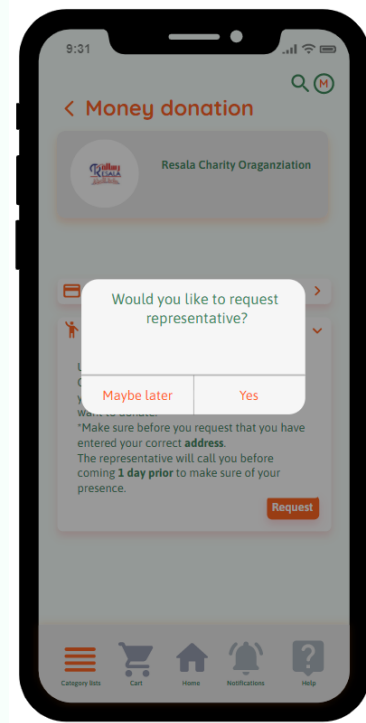 9:31
M
Money donation
Resala Charity Oraganziation
Would you like to request
representative?
Maybe later
Yes
want to donate.
*Make sure before you request that you have
entered your correct address.
The representative will call you before
coming 1 day prior to make sure of your
presence.
Request
Category lists
Cart
Home
Notifications
Help